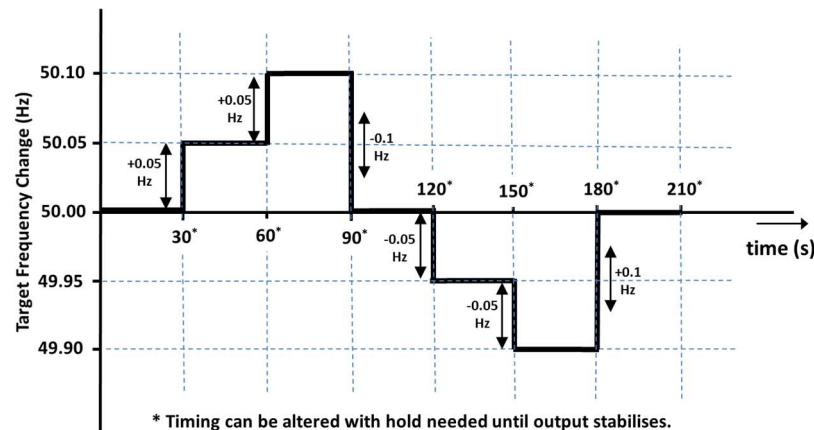 Target Frequency Change (Hz)
50.10
50.05
50.00
49.95
49.90
+0.05
Hz
+0.05
Hz
-0.1
Hz
-0.05
Hz
-0.05
Hz
+0.1
Hz
30*
60*
90*
120*
150*
180*
210*
time (s)
* Timing can be altered with hold needed until output stabilises.